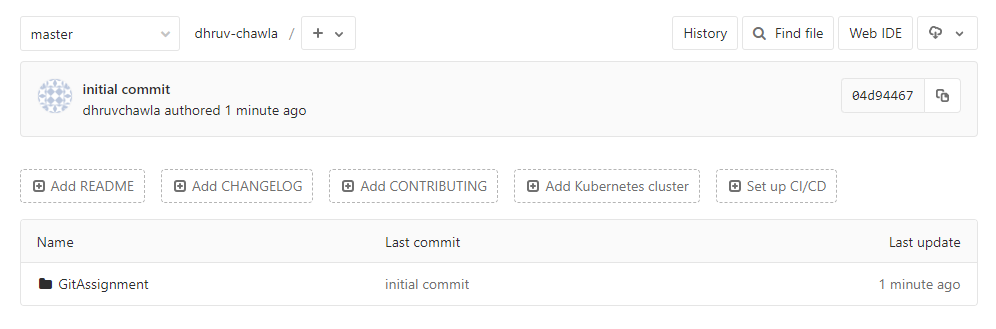 master dhruv-chawla / + History Find file Web IDE
initial commit
dhruvchawla authored 1 minute ago
04d94467
Add README Add CHANGELOG Add CONTRIBUTING Add Kubernetes cluster Set up CI/CD
Name Last commit Last update
GitAssignment initial commit 1 minute ago